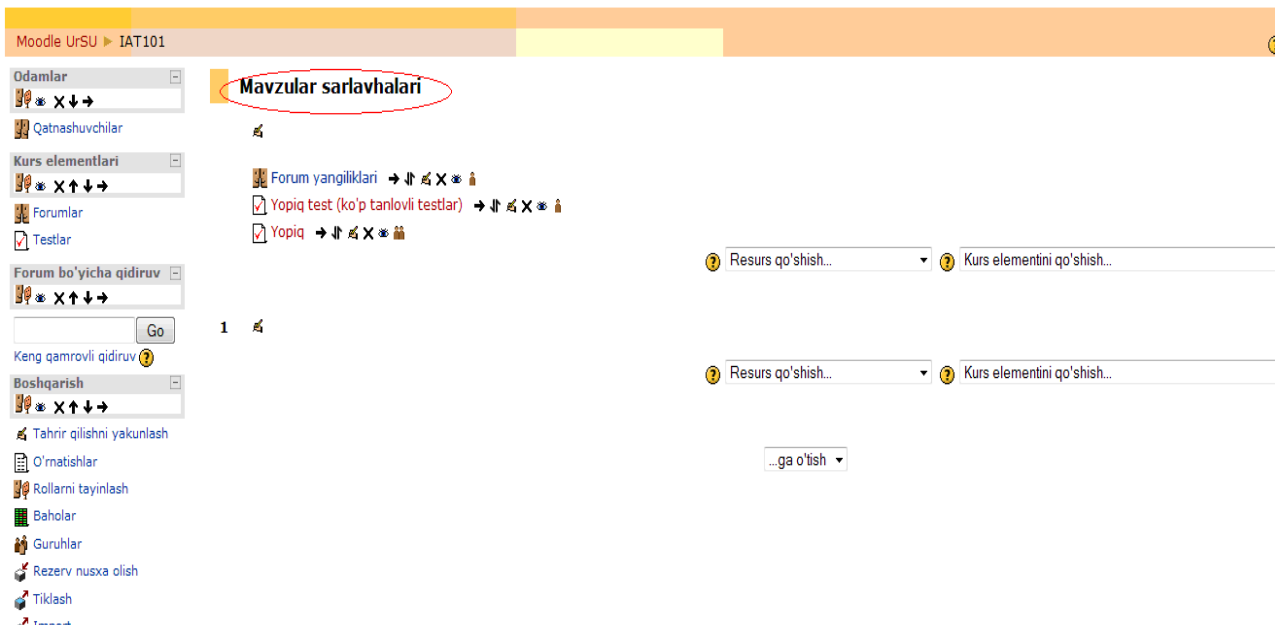 Moodle UrSU ► IAT101
Odamlar
Qatnashuvchilar
Kurs elementlari
Forumlar
Testlar
Forum bo'yicha qidiruv
Go
Keng qamrovli qidiruv
Boshqarish
Tahrir qilishni yakunlash
O'rnatishlar
Rollarni tayinlash
Baholar
Guruhlar
Rezerv nusxa olish
Tiklash
Import
Mavzular sarlavhalari
Forum yangiliklari
Yopiq test (ko'p tanlovli testlar)
Yopiq
Resurs qo'shish... Kurs elementini qo'shish...
1
Resurs qo'shish... Kurs elementini qo'shish...
...ga o'tish